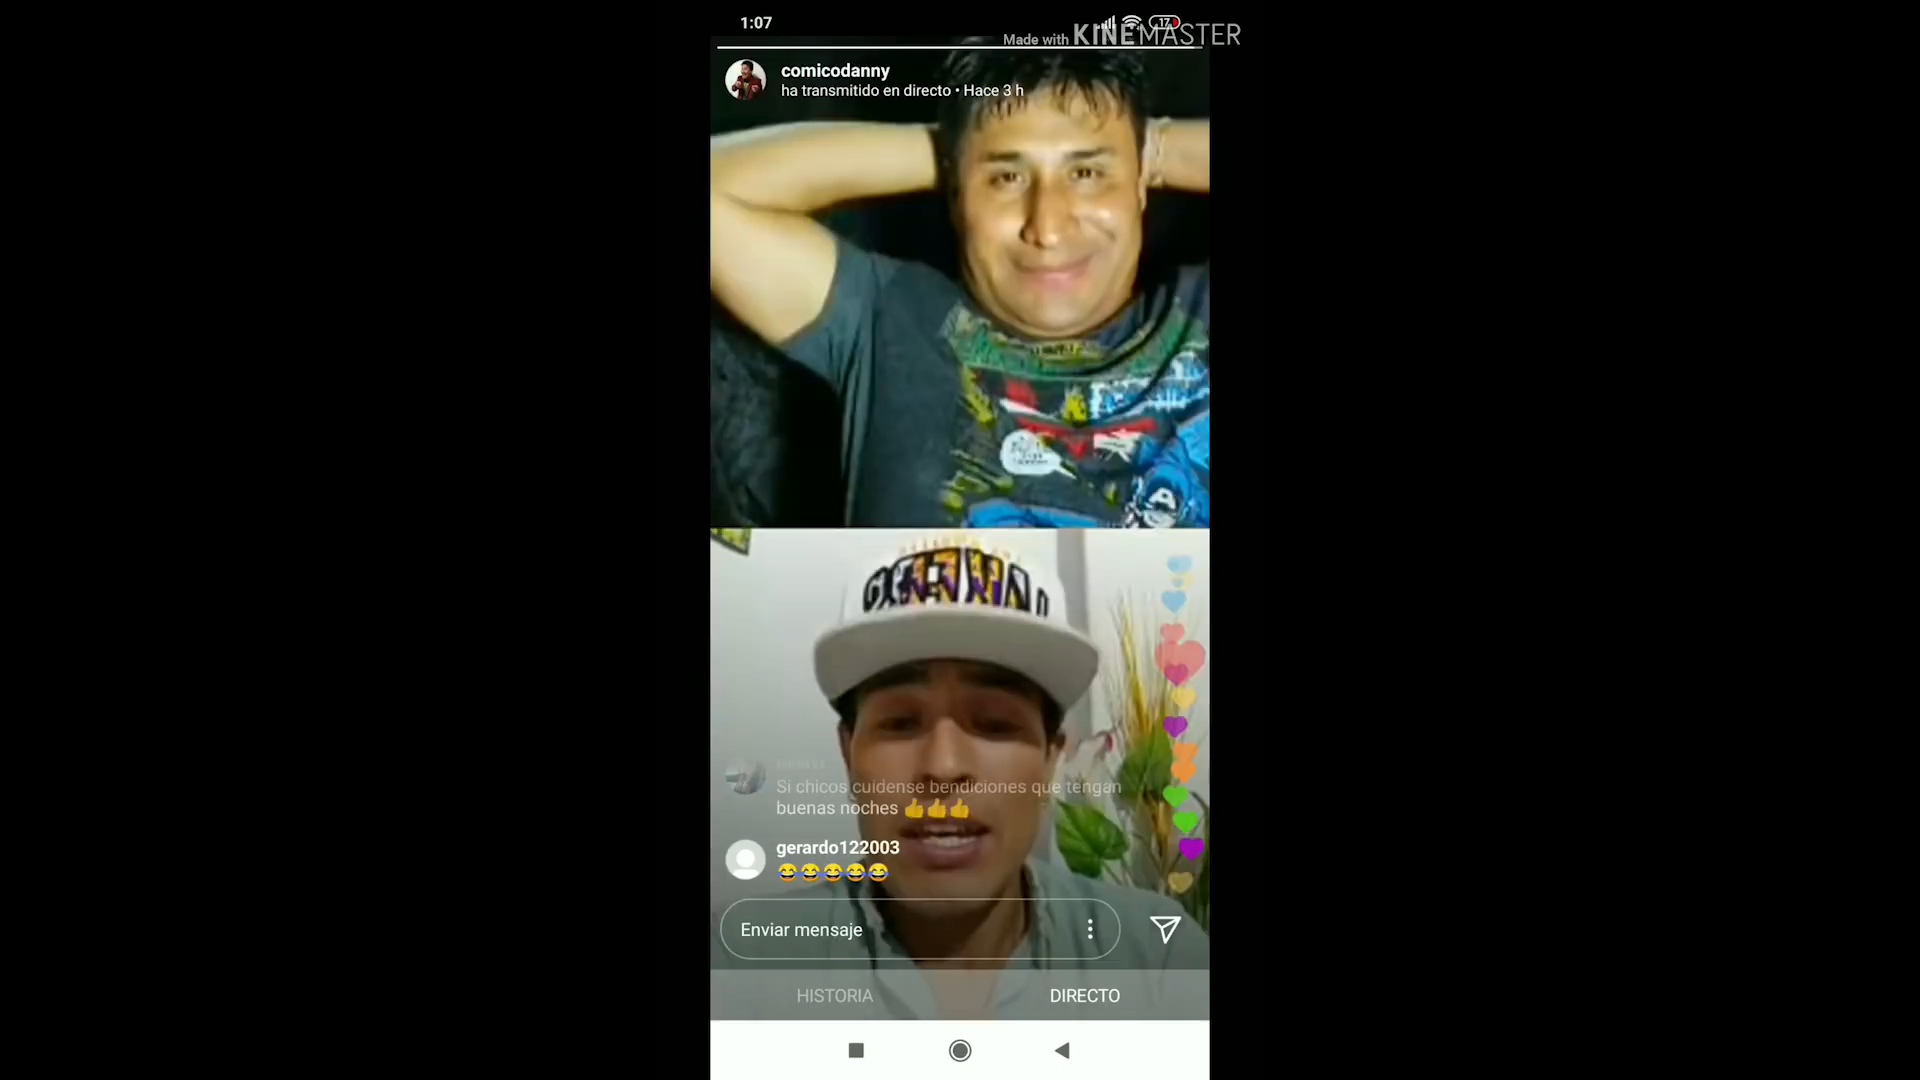 1:07
17
Made with KINEMASTER
comicodanny
ha transmitido en directo • Hace 3 h
A
Si chicos cuidense bendiciones que tengan
buenas noches 👍👍👍
gerardo122003
😂😂😂😂😂
Enviar mensaje
HISTORIA
DIRECTO